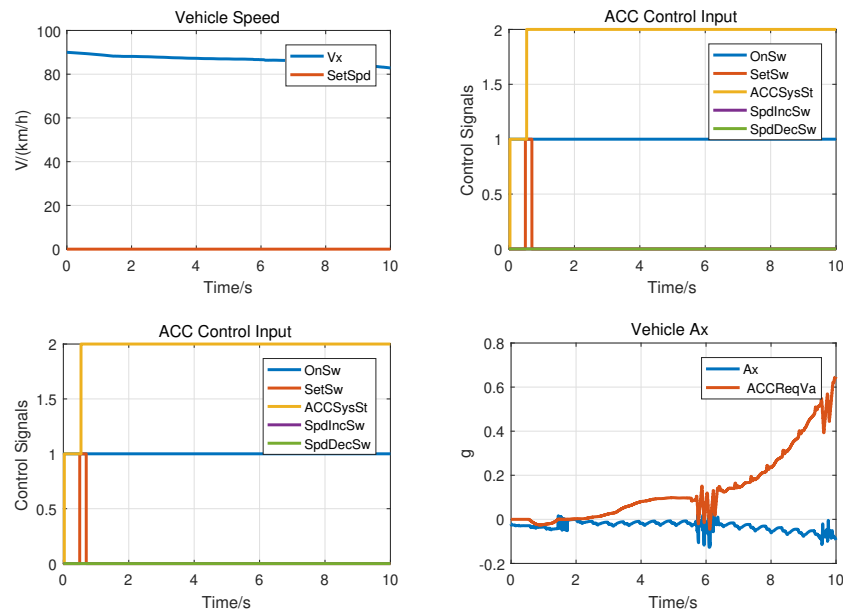 Vehicle Speed
100
80
60
40
20
0
V/(km/h)
Vx
SetSpd
0 2 4 6 8 10
Time/s
ACC Control Input
2
1.5
1
0.5
0
Control Signals
OnSw
SetSw
ACCSysSt
SpdIncSw
SpdDecSw
0 2 4 6 8 10
Time/s
ACC Control Input
2
1.5
1
0.5
0
Control Signals
OnSw
SetSw
ACCSysSt
SpdIncSw
SpdDecSw
0 2 4 6 8 10
Time/s
Vehicle Ax
0.8
0.6
0.4
0.2
0
-0.2
g
Ax
ACCReqVa
0 2 4 6 8 10
Time/s